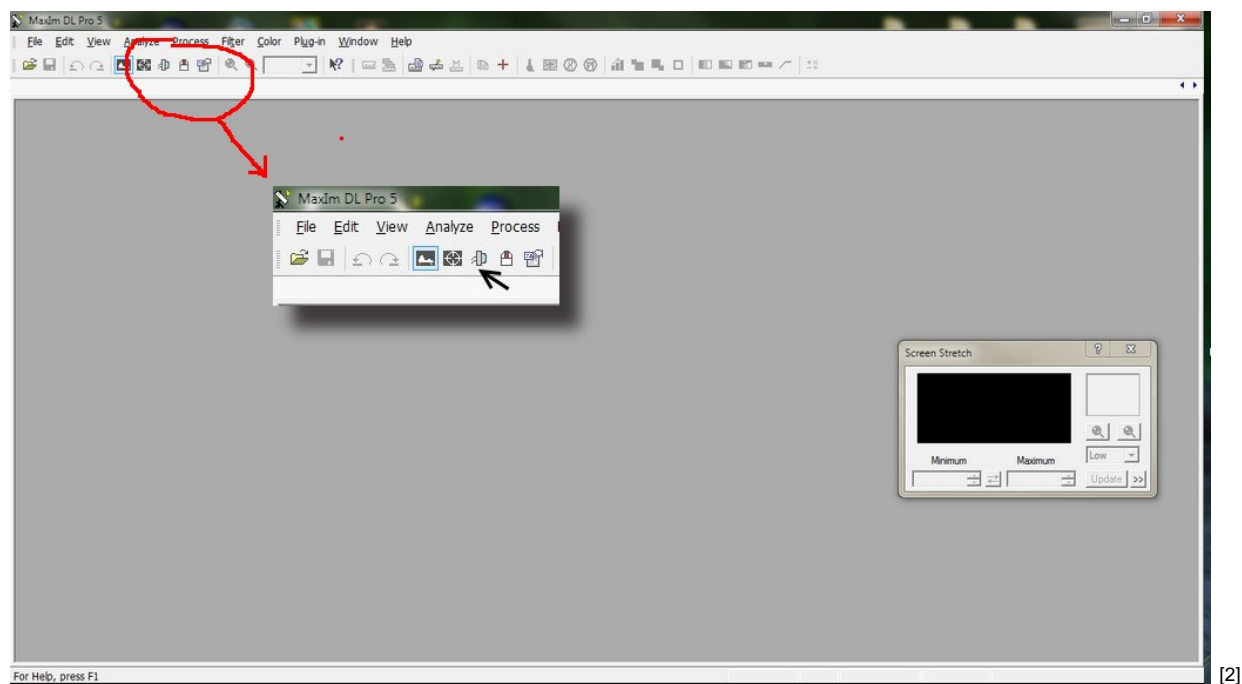 MaxIm DL Pro 5
File Edit View Analyze Process Filter Color Plug-in Window Help
MaxIm DL Pro 5
File Edit View Analyze Process
Screen Stretch
Minimum Maximum Low
Update >>
For Help, press F1
[2]